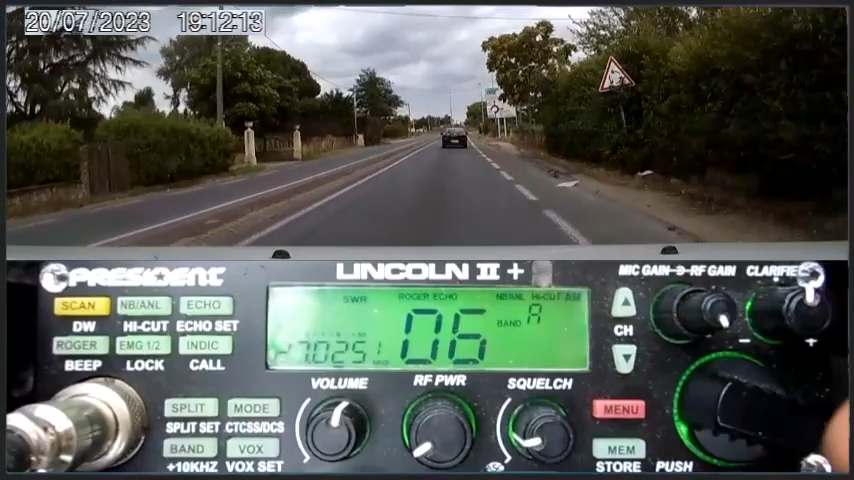 20/07/2023 19:12:13
PRESIDENT LINCOLN II + MIC GAIN RF GAIN CLARIFIER
SCAN NB/ANL ECHO
DW HI-CUT ECHO SET
ROGER EMG 1/2 INDIC
BEEP LOCK CALL
SWR ROGER ECHO NB/ANL HI-CUT
06 BAND A
27.0251
CH
- +
VOLUME RF PWR SQUELCH
SPLIT MODE
SPLIT SET CTCSS/DCS
BAND VOX
+10KHZ VOX SET
MENU
MEM
STORE PUSH